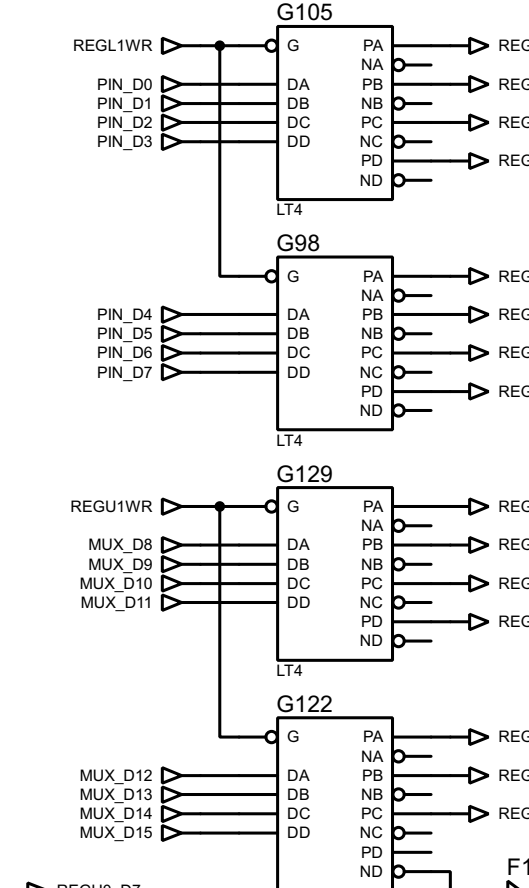 G105
REGL1WR G PA REG
NA
PIN_D0 DA PB REG
PIN_D1 DB NB
PIN_D2 DC PC REG
PIN_D3 DD NC
PD REG
ND
LT4
G98
G PA REG
NA
PIN_D4 DA PB REG
PIN_D5 DB NB
PIN_D6 DC PC REG
PIN_D7 DD NC
PD REG
ND
LT4
G129
REGU1WR G PA REG
NA
MUX_D8 DA PB REG
MUX_D9 DB NB
MUX_D10 DC PC REG
MUX_D11 DD NC
PD REG
ND
LT4
G122
G PA REG
NA
MUX_D12 DA PB REG
MUX_D13 DB NB
MUX_D14 DC PC REG
MUX_D15 DD NC
PD
ND
F1